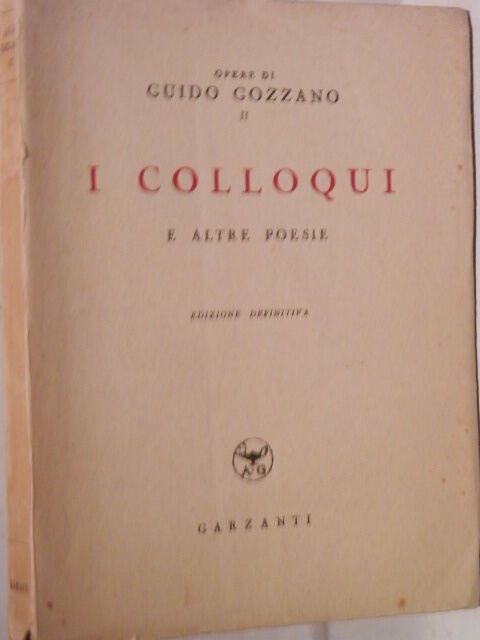 OPERE DI
GUIDO GOZZANO
II
I COLLOQUI
E ALTRE POESIE
EDIZIONE DEFINITIVA
A G
GARZANTI